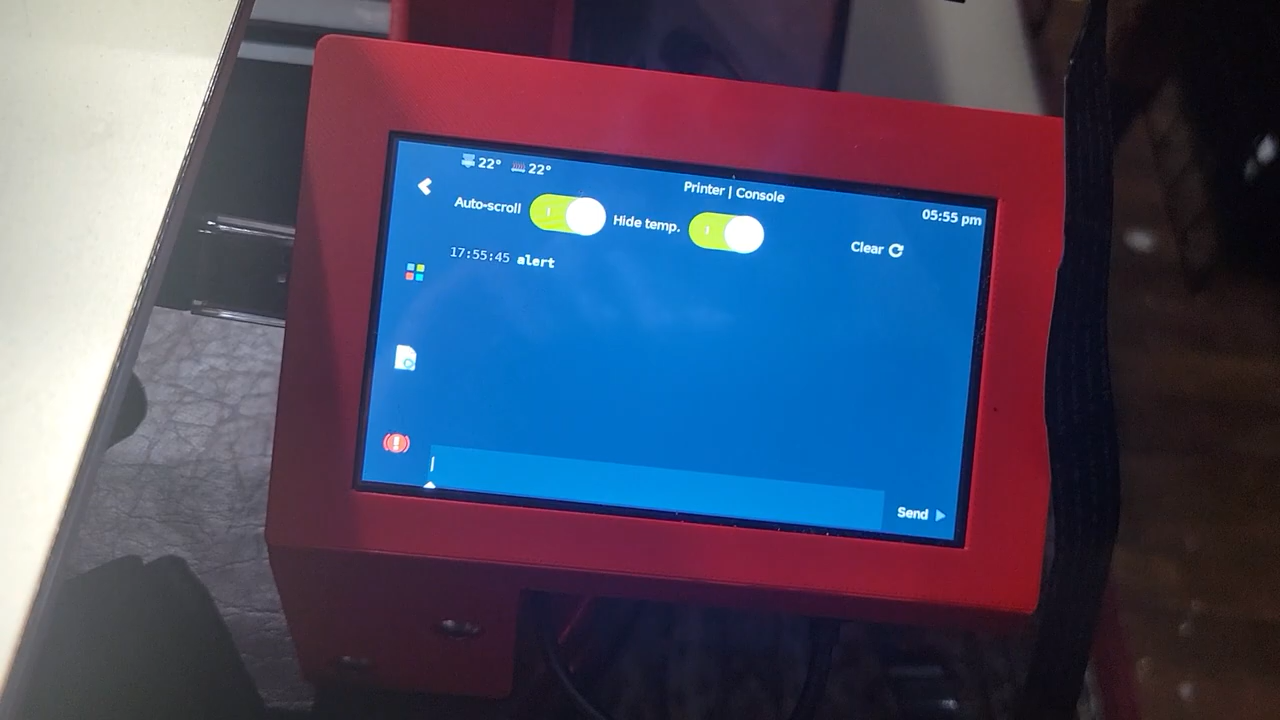 22° 22°
Printer | Console
05:55 pm
Auto-scroll Hide temp. Clear
17:55:45 alert
Send